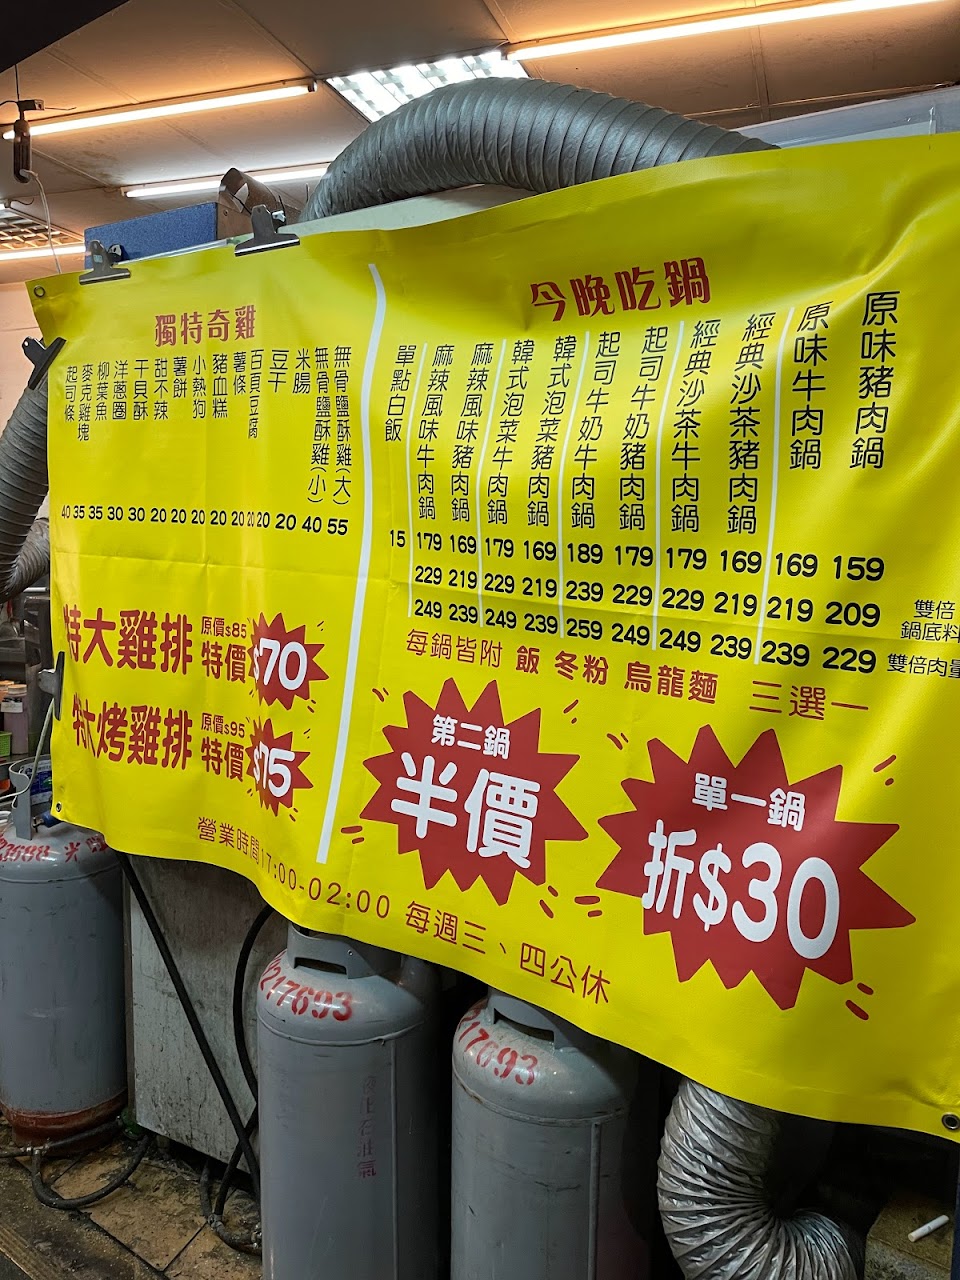 獨特奇雞
無骨鹽酥雞(大)
無骨鹽酥雞(小)
米腸
豆干
百頁豆腐
薯條
豬血糕
小熱狗
薯餅
甜不辣
干貝酥
洋蔥圈
柳葉魚
麥克雞塊
起司條
40 35 35 30 30 20 20 20 20 20 20 20 20 40 55
特大雞排 原價$85 特價 $70
特大烤雞排 原價$95 特價 $75
今晚吃鍋
原味豬肉鍋
原味牛肉鍋
經典沙茶豬肉鍋
經典沙茶牛肉鍋
起司牛奶豬肉鍋
起司牛奶牛肉鍋
韓式泡菜豬肉鍋
韓式泡菜牛肉鍋
麻辣風味豬肉鍋
麻辣風味牛肉鍋
單點白飯
15 179 169 179 169 189 179 179 169 169 159
229 219 229 219 239 229 229 219 219 209 雙倍鍋底料
249 239 249 239 259 249 249 239 239 229 雙倍肉量
每鍋皆附 飯 冬粉 烏龍麵 三選一
第二鍋
半價
單一鍋
折$30
營業時間17:00-02:00 每週三、四公休
217693
217693